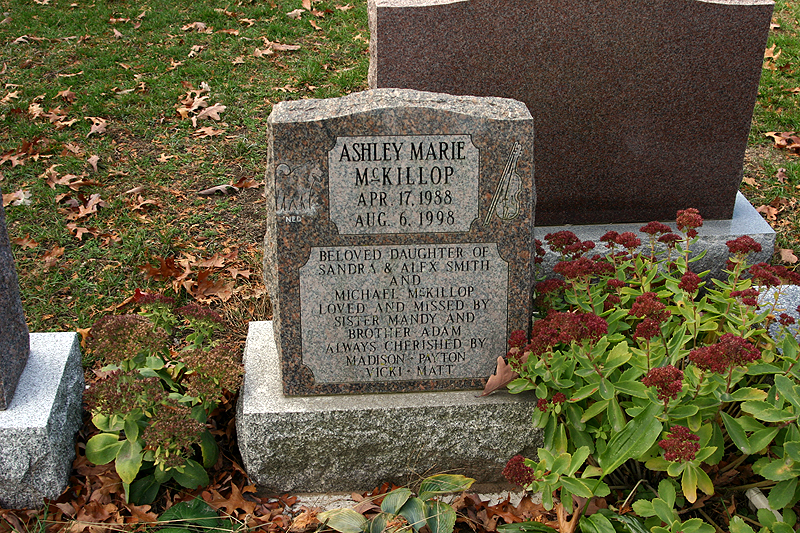 ASHLEY MARIE
McKILLOP
APR. 17, 1988
AUG. 6, 1998
NED
BELOVED DAUGHTER OF
SANDRA & ALEX SMITH
AND
MICHAEL McKILLOP
LOVED AND MISSED BY
SISTER MANDY AND
BROTHER ADAM
ALWAYS CHERISHED BY
MADISON - PAYTON
VICKI - MATT